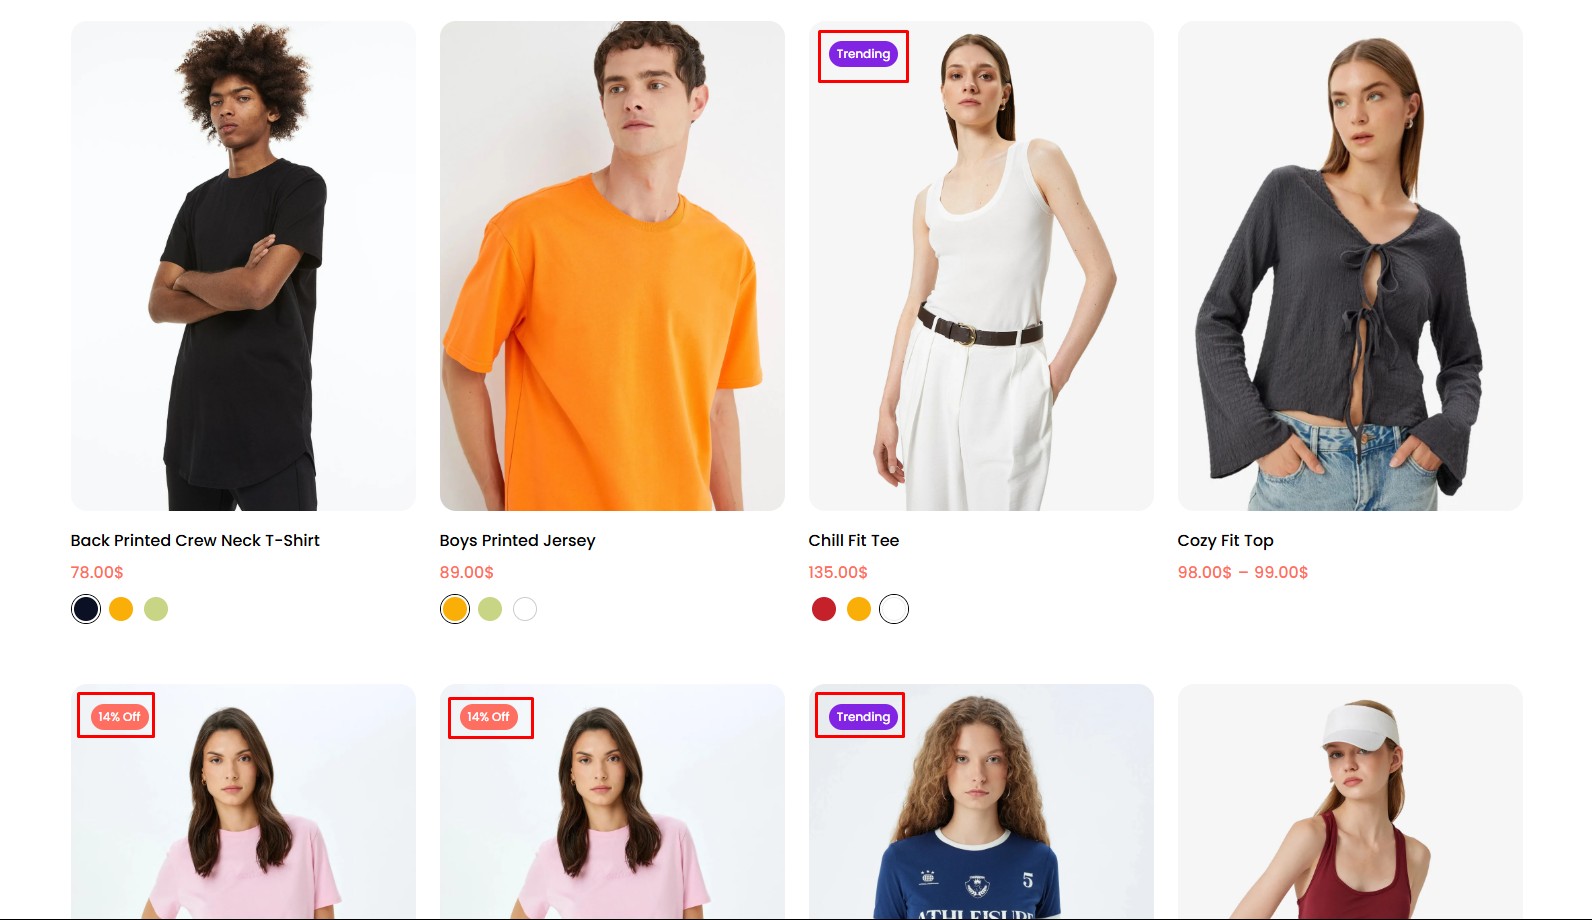 Trending
Back Printed Crew Neck T-Shirt
78.00$
Boys Printed Jersey
89.00$
Chill Fit Tee
135.00$
Cozy Fit Top
98.00$ – 99.00$
14% Off
14% Off
Trending
5
ATHLEISURE